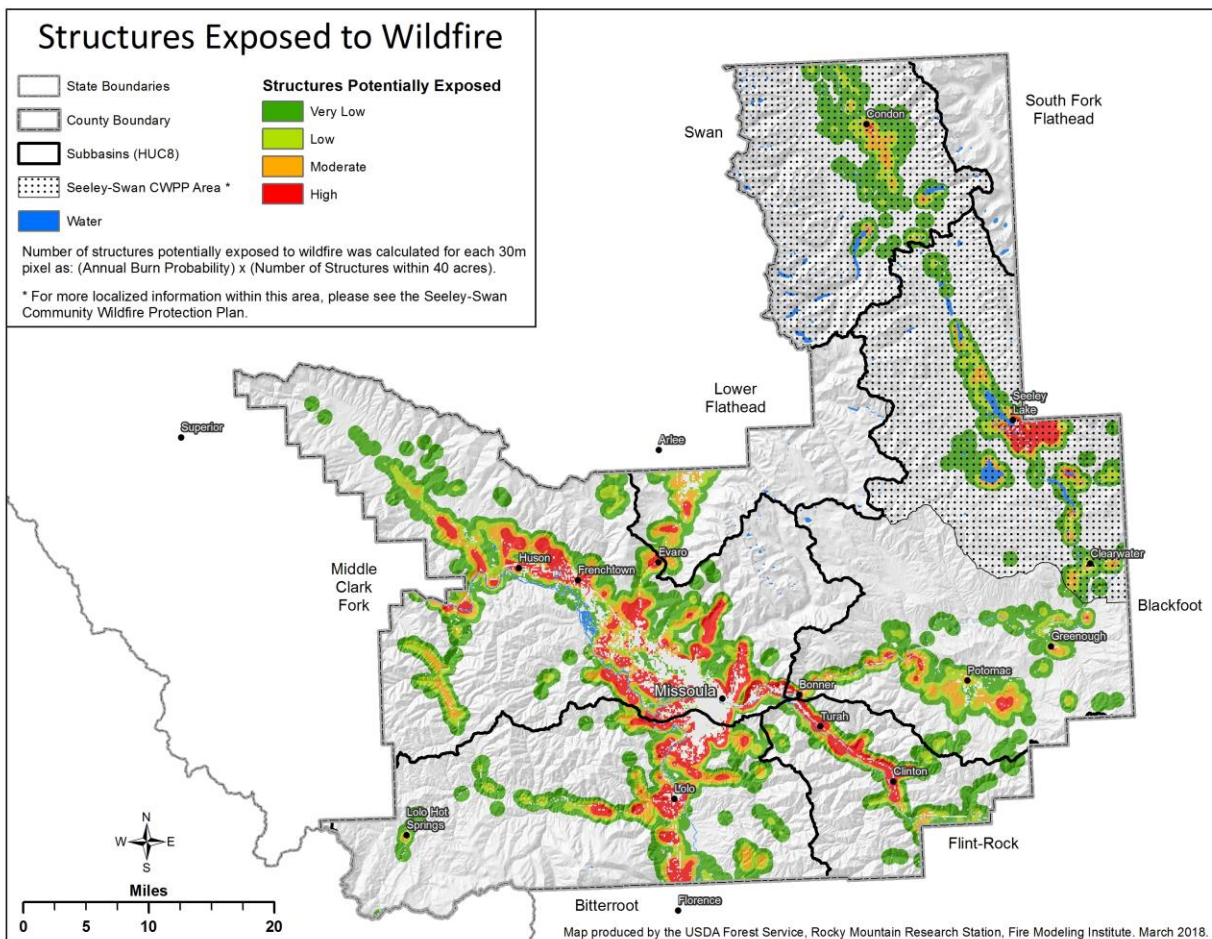 Structures Exposed to Wildfire
State Boundaries
County Boundary
Subbasins (HUC8)
Seeley-Swan CWPP Area *
Water
Structures Potentially Exposed
Very Low
Low
Moderate
High
Number of structures potentially exposed to wildfire was calculated for each 30m
pixel as: (Annual Burn Probability) x (Number of Structures within 40 acres).
* For more localized information within this area, please see the Seeley-Swan
Community Wildfire Protection Plan.
South Fork
Flathead
Swan
Condon
Lower
Flathead
Seeley
Lake
Superior
Arlee
Clearwater
Evaro
Huson
Frenchtown
Middle
Clark
Fork
Blackfoot
Greenough
Potomac
Missoula
Bonner
Turah
Clinton
Lolo
Lolo Hot
Springs
Flint-Rock
Bitterroot
Florence
N
W
E
S
Miles
0
5
10
20
Map produced by the USDA Forest Service, Rocky Mountain Research Station, Fire Modeling Institute. March 2018.